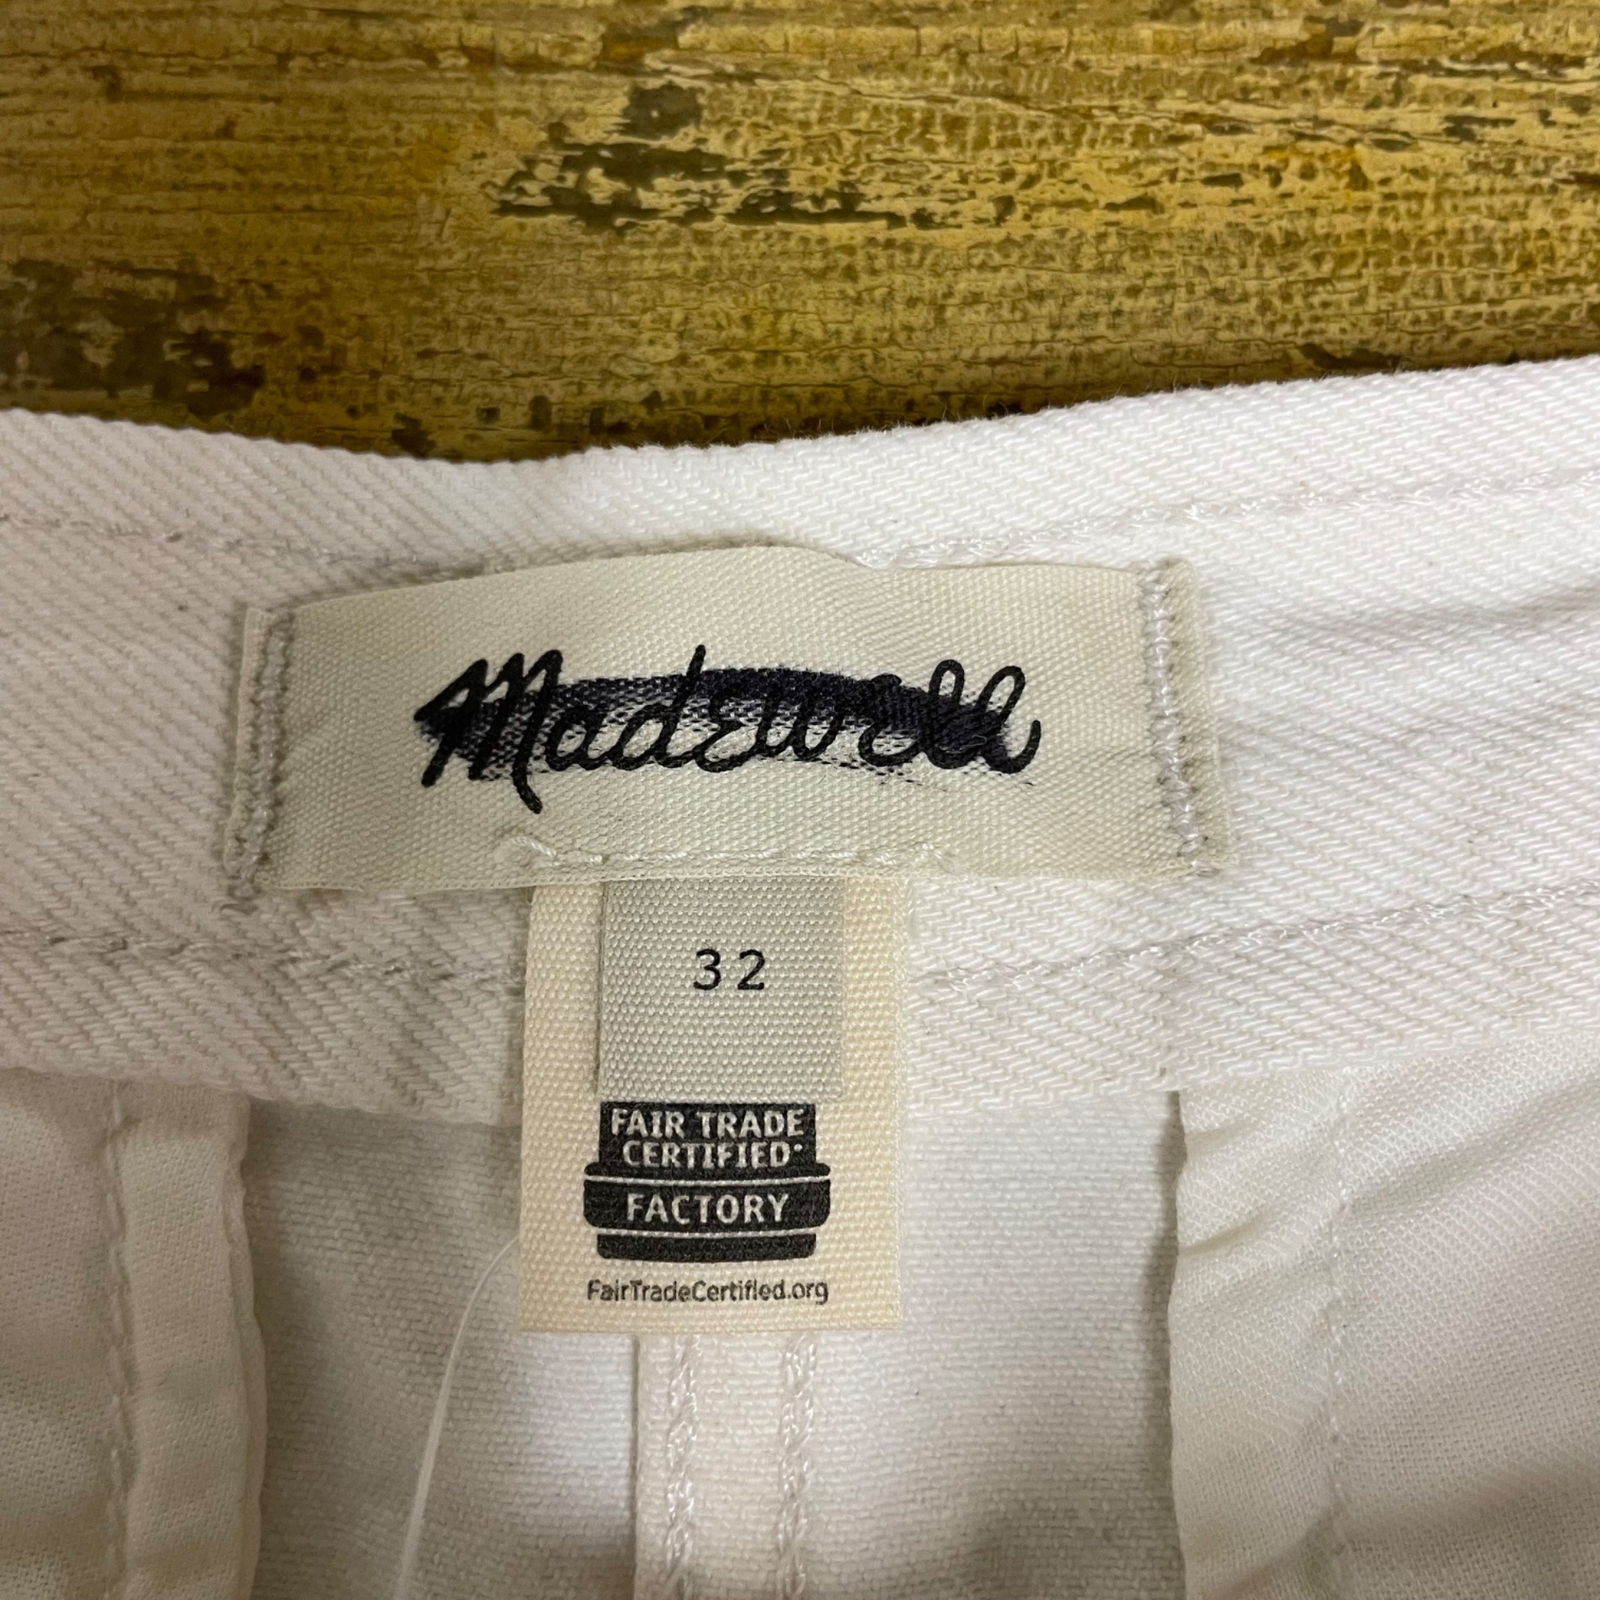 Madewell
32
FAIR TRADE
CERTIFIED
FACTORY
FairTradeCertified.org